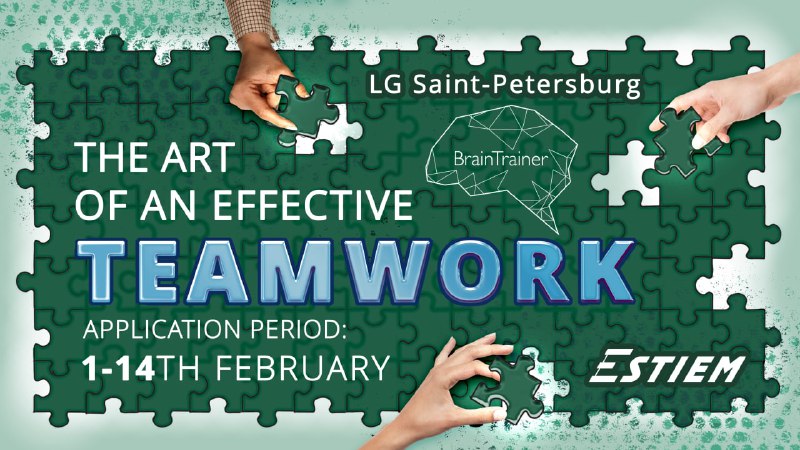 LG Saint-Petersburg
BrainTrainer
THE ART
OF AN EFFECTIVE
TEAMWORK
APPLICATION PERIOD:
1-14TH FEBRUARY
ESTIEM